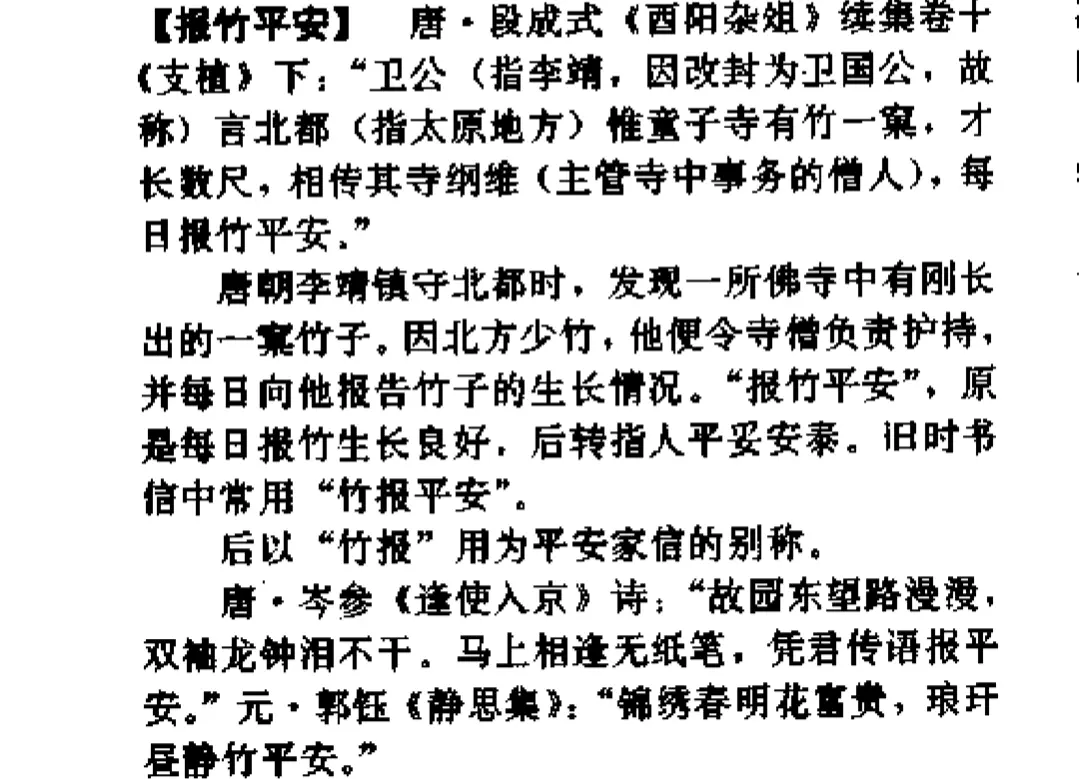 【报竹平安】 唐·段成式《酉阳杂俎》续集卷十
《支植》下：“卫公（指李靖，因改封为卫国公，故
称）言北都（指太原地方）惟童子寺有竹一窠，才
长数尺，相传其寺纲维（主管寺中事务的僧人），每
日报竹平安.”
唐朝李靖镇守北都时，发现一所佛寺中有刚长
出的一窠竹子。因北方少竹，他便令寺僧负责护持，
并每日向他报告竹子的生长情况。“报竹平安”，原
是每日报竹生长良好，后转指人平妥安泰。旧时书
信中常用“竹报平安”。
后以“竹报”用为平安家信的别称。
唐·岑参《逢使入京》诗：“故园东望路漫漫，
双袖龙钟泪不干。马上相逢无纸笔，凭君传语报平
安。”元·郭钰《静思集》：“锦绣春明花富贵，琅玕
昼静竹平安。”